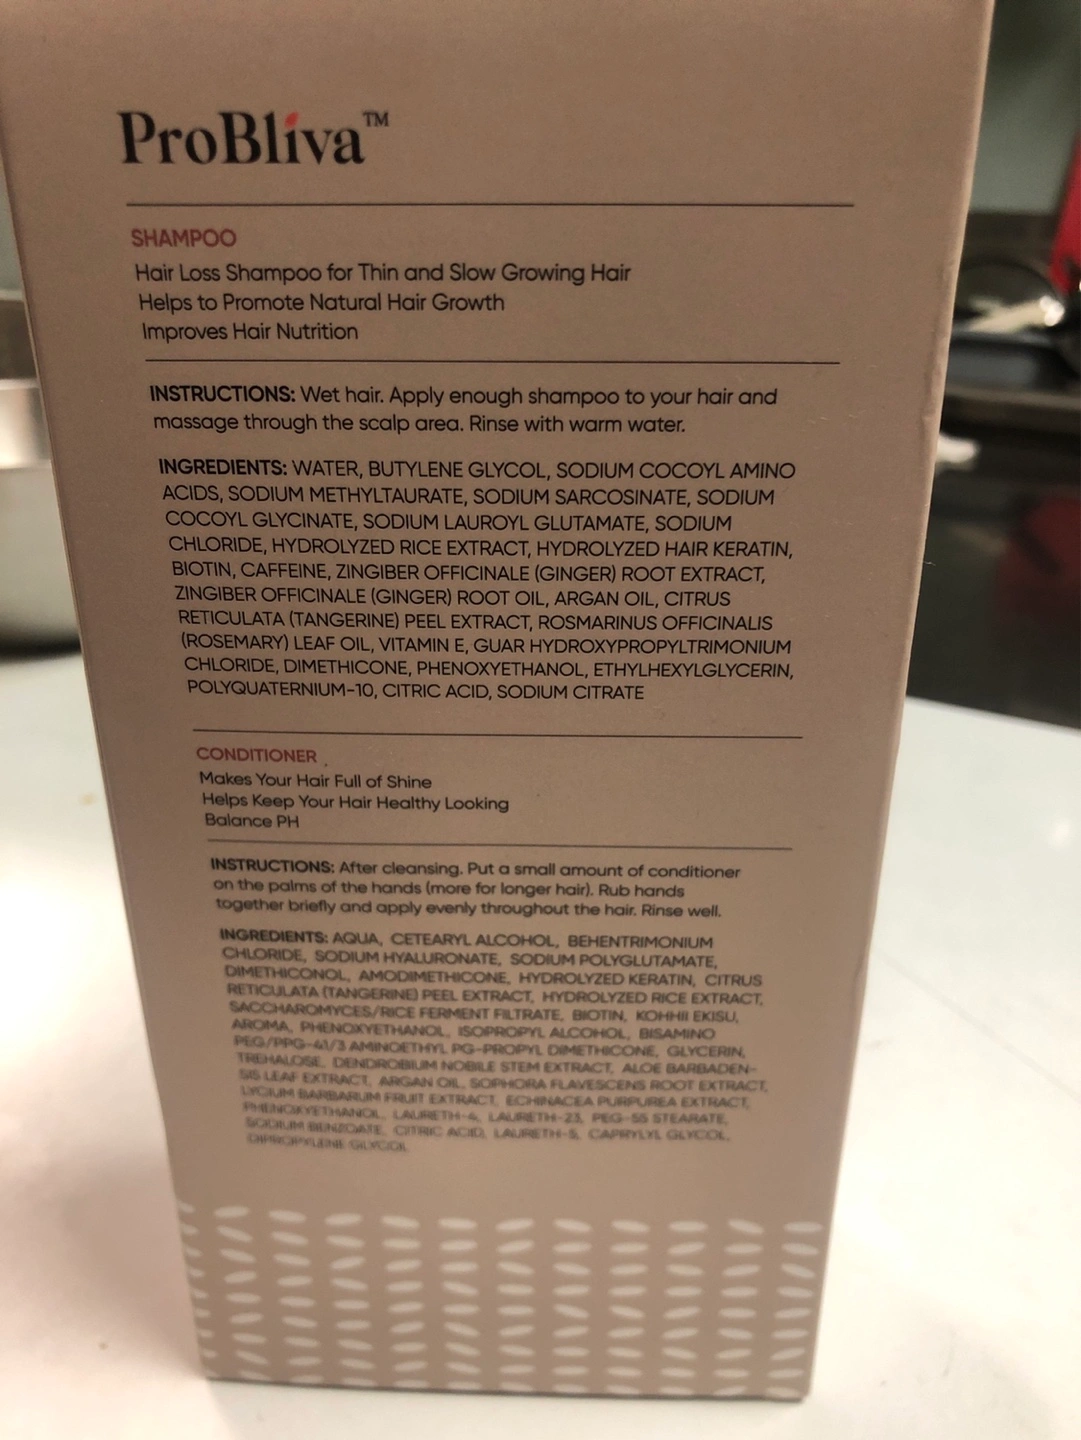 ProBliva™
SHAMPOO
Hair Loss Shampoo for Thin and Slow Growing Hair
Helps to Promote Natural Hair Growth
Improves Hair Nutrition
INSTRUCTIONS: Wet hair. Apply enough shampoo to your hair and
massage through the scalp area. Rinse with warm water.
INGREDIENTS: WATER, BUTYLENE GLYCOL, SODIUM COCOYL AMINO
ACIDS, SODIUM METHYLTAURATE, SODIUM SARCOSINATE, SODIUM
COCOYL GLYCINATE, SODIUM LAUROYL GLUTAMATE, SODIUM
CHLORIDE, HYDROLYZED RICE EXTRACT, HYDROLYZED HAIR KERATIN,
BIOTIN, CAFFEINE, ZINGIBER OFFICINALE (GINGER) ROOT EXTRACT,
ZINGIBER OFFICINALE (GINGER) ROOT OIL, ARGAN OIL, CITRUS
RETICULATA (TANGERINE) PEEL EXTRACT, ROSMARINUS OFFICINALIS
(ROSEMARY) LEAF OIL, VITAMIN E, GUAR HYDROXYPROPYLTRIMONIUM
CHLORIDE, DIMETHICONE, PHENOXYETHANOL, ETHYLHEXYLGLYCERIN,
POLYQUATERNIUM-10, CITRIC ACID, SODIUM CITRATE
CONDITIONER
Makes Your Hair Full of Shine
Helps Keep Your Hair Healthy Looking
Balance PH
INSTRUCTIONS: After cleansing. Put a small amount of conditioner
on the palms of the hands (more for longer hair). Rub hands
together briefly and apply evenly throughout the hair. Rinse well.
INGREDIENTS: AQUA, CETEARYL ALCOHOL, BEHENTRIMONIUM
CHLORIDE, SODIUM HYALURONATE, SODIUM POLYGLUTAMATE,
DIMETHICONOL, AMODIMETHICONE, HYDROLYZED KERATIN, CITRUS
RETICULATA (TANGERINE) PEEL EXTRACT, HYDROLYZED RICE EXTRACT,
SACCHAROMYCES/RICE FERMENT FILTRATE, BIOTIN, KOHHII EKISU,
AROMA, PHENOXYETHANOL, ISOPROPYL ALCOHOL, BISAMINO
PEG/PPG-41/3 AMINOETHYL PG-PROPYL DIMETHICONE, GLYCERIN,
TREHALOSE, DENDROBIUM NOBILE STEM EXTRACT, ALOE BARBADEN-
SIS LEAF EXTRACT, ARGAN OIL, SOPHORA FLAVESCENS ROOT EXTRACT,
LYCIUM BARBARUM FRUIT EXTRACT, ECHINACEA PURPUREA EXTRACT,
PHENOXYETHANOL, LAURETH-4, LAURETH-23, PEG-55 STEARATE,
SODIUM BENZOATE, CITRIC ACID, LAURETH-5, CAPRYLYL GLYCOL,
DIPROPYLENE GLYCOL